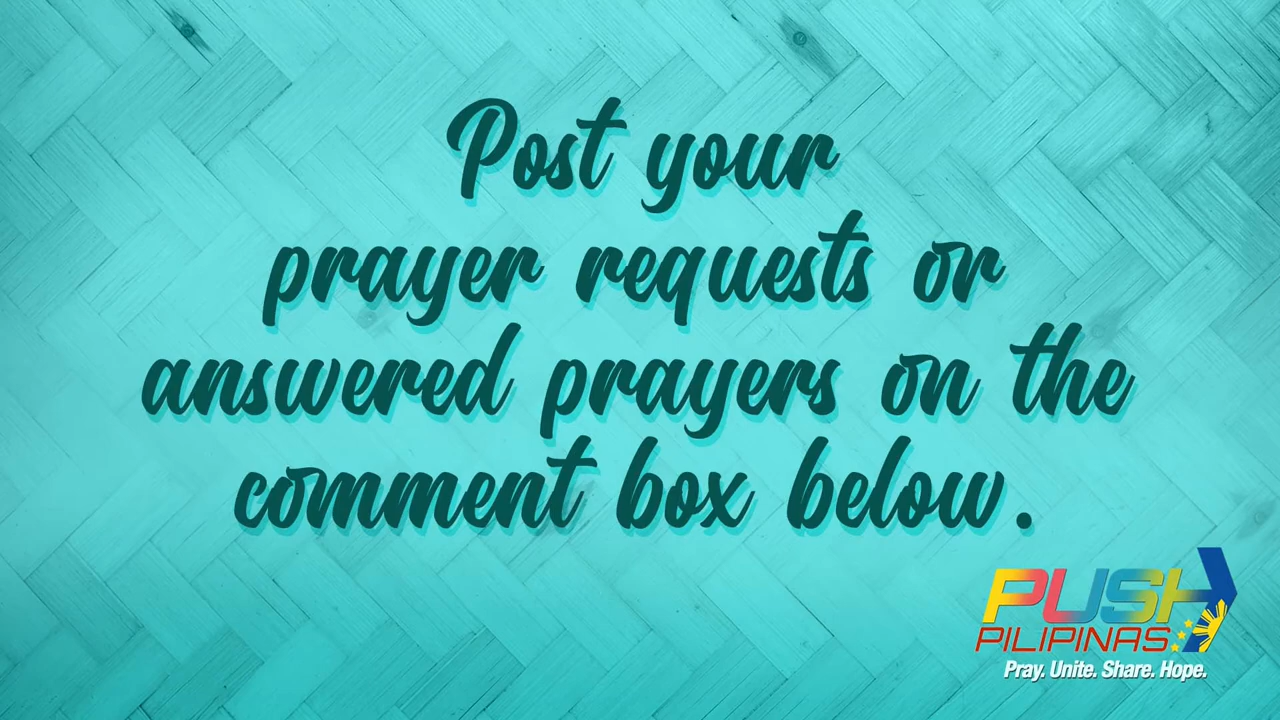 Post your
prayer requests or
answered prayers on the
comment box below.
PUSH
PILIPINAS
Pray. Unite. Share. Hope.